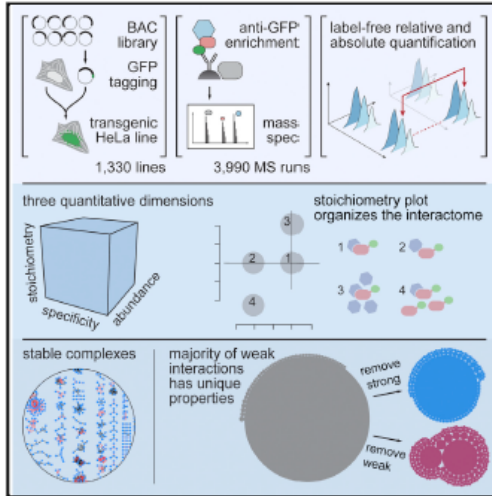 BAC
library
GFP
tagging
transgenic
HeLa line
1,330 lines
anti-GFP
enrichment
mass-
spec
3,990 MS runs
label-free relative and
absolute quantification
three quantitative dimensions
stoichiometry
specificity
abundance
3
2
1
4
stoichiometry plot
organizes the interactome
1
2
3
4
stable complexes
majority of weak
interactions
has unique
properties
remove
strong
remove
weak